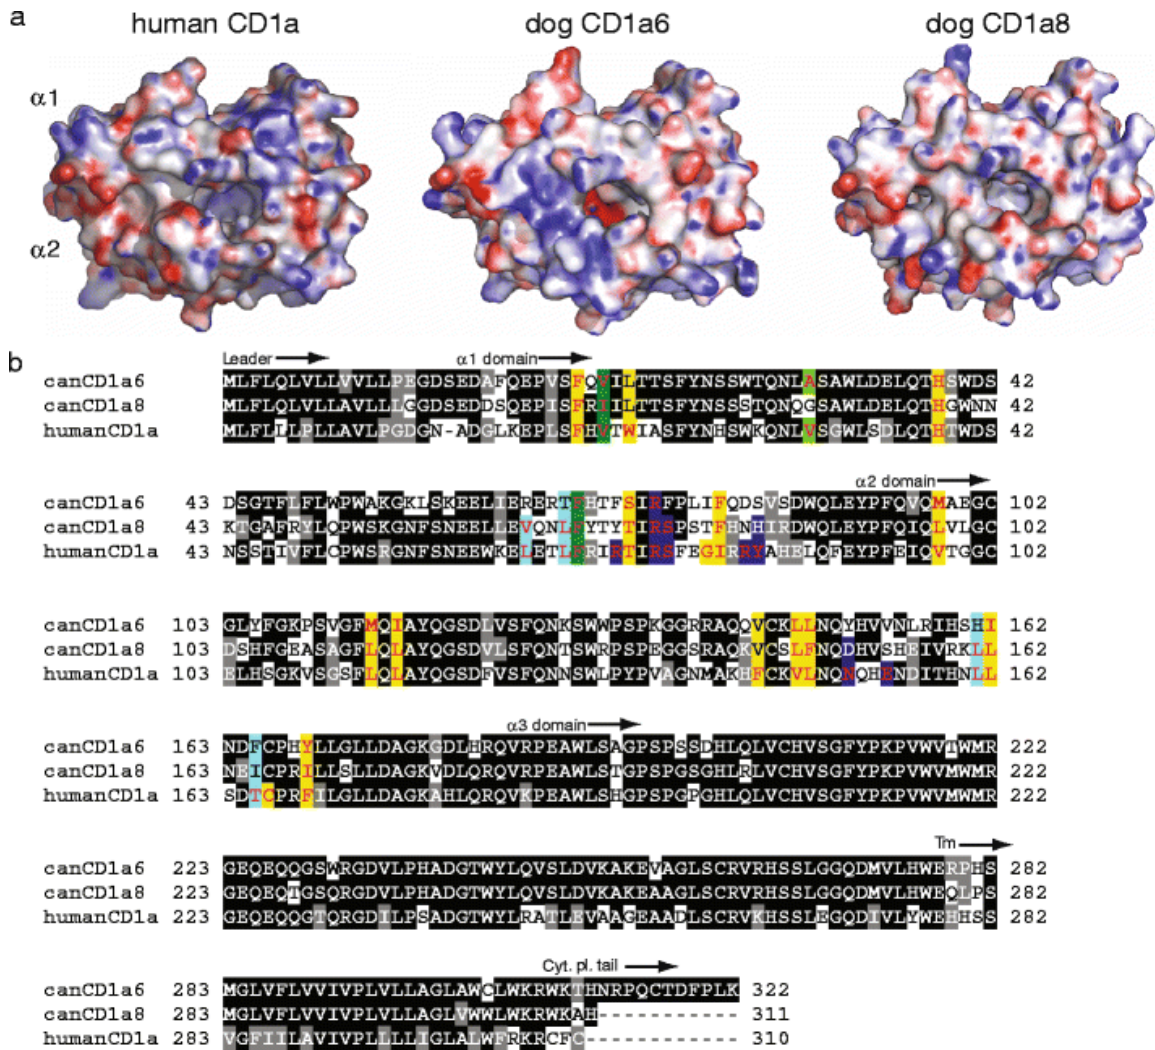 a
human CD1a dog CD1a6 dog CD1a8
α1
α2
b
Leader α1 domain
canCD1a6 MLFLQLVLLVVLLPEGDSEDAFQEPVSFQVILTTSFYNSSWTQNLASAWLDELQTHSWDS 42
canCD1a8 MLFLQLVLLAVLLLGGDSEDDSQEPISFRIILTTSFYNSSSTQNQGSAWLDELQTHGWNN 42
humanCD1a MLFLLLPLLAVLPGDGN-ADGLKEPLSFHVTWIASFYNHSWKQNLVSGWLSDLQTHTWDS 42
α2 domain
canCD1a6 43 DSGTFLFLWPWAKGKLSKEELIERERTFHTFSIRFPLIFQDSVSDWQLEYPFQVQMAEGC 102
canCD1a8 43 KTGAFRYLQPWSKGNFSNEELLEVQNLFYTYTIRSPSTFHNHIRDWQLEYPFQIQLVLGC 102
humanCD1a 43 NSSTIVFLCPWSRGNFSNEEWKELETLFRIRTIRSFEGIRRYAHELQFEYPFEIQVTGGC 102
canCD1a6 103 GLYFGKPSVGFMQIAYQGSDLVSFQNKSWWPSPKGGRRAQQVCKLLNQYHVVNLRIHSHI 162
canCD1a8 103 DSHFGEASAGFLQLAYQGSDVLSFQNTSWRPSPEGGSRAQKVCSLFNQDHVSHEIVRKLL 162
humanCD1a 103 ELHSGKVSGSFLQLAYQGSDFVSFQNNSWLPYPVAGNMAKHFCKVLNQNQHENDITHNLL 162
α3 domain
canCD1a6 163 NDFCPHYLLGLLDAGKGDLHRQVRPEAWLSAGPSPSSDHLQLVCHVSGFYPKPVWVTWMR 222
canCD1a8 163 NEICPRILLSLLDAGKVDLQRQVRPEAWLSTGPSPGSGHLRLVCHVSGFYPKPVWVMWMR 222
humanCD1a 163 SDTCPRFILGLLDAGKAHLQRQVKPEAWLSHGPSPGPGHLQLVCHVSGFYPKPVWVMWMR 222
Tm
canCD1a6 223 GEQEQQGSWRGDVLPHADGTWYLQVSLDVKAKEVAGLSCRVRHSSLGGQDMVLHWERPHS 282
canCD1a8 223 GEQEQTGSQRGDVLPHADGTWYLQVSLDVKAKEAAGLSCRVRHSSLGGQDMVLHWEQLPS 282
humanCD1a 223 GEQEQQGTQRGDILPSADGTWYLRATLEVAAGEAADLSCRVKHSSLEGQDIVLYWEHHSS 282
Cyt. pl. tail
canCD1a6 283 MGLVFLVVIVPLVLLAGLAWCLWKRWKTHNRPQCTDFPLK 322
canCD1a8 283 MGLVFLVVIVPLVLLAGLVWWLWKRWKAH----------- 311
humanCD1a 283 VGFIILAVIVPLLLLIGLALWFRKRCFC------------ 310